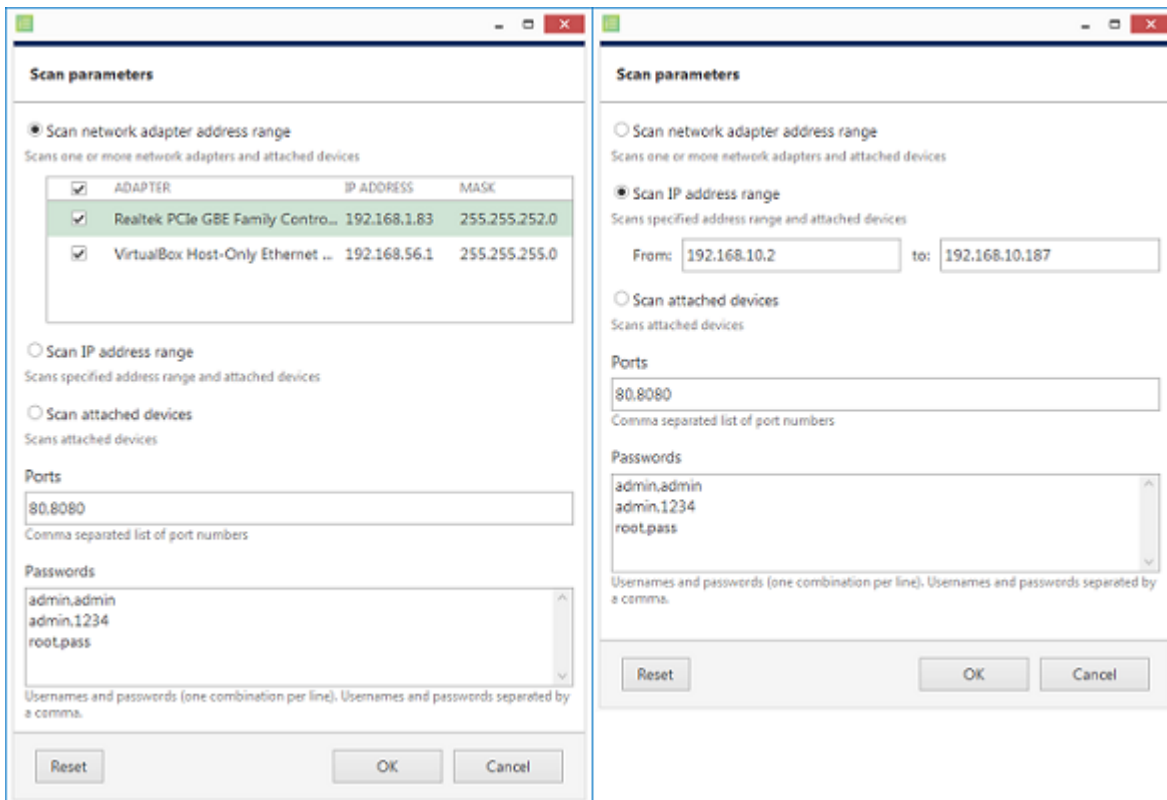 Scan parameters
Scan network adapter address range
Scans one or more network adapters and attached devices
ADAPTER IP ADDRESS MASK
Realtek PCIe GBE Family Contro... 192.168.1.83 255.255.252.0
VirtualBox Host-Only Ethernet ... 192.168.56.1 255.255.255.0
Scan IP address range
Scans specified address range and attached devices
Scan attached devices
Scans attached devices
Ports
80,8080
Comma separated list of port numbers
Passwords
admin,admin
admin,1234
root,pass
Usernames and passwords (one combination per line). Usernames and passwords separated by
a comma.
Reset OK Cancel
Scan parameters
Scan network adapter address range
Scans one or more network adapters and attached devices
Scan IP address range
Scans specified address range and attached devices
From: 192.168.10.2 to: 192.168.10.187
Scan attached devices
Scans attached devices
Ports
80,8080
Comma separated list of port numbers
Passwords
admin,admin
admin,1234
root,pass
Usernames and passwords (one combination per line). Usernames and passwords separated by
a comma.
Reset OK Cancel